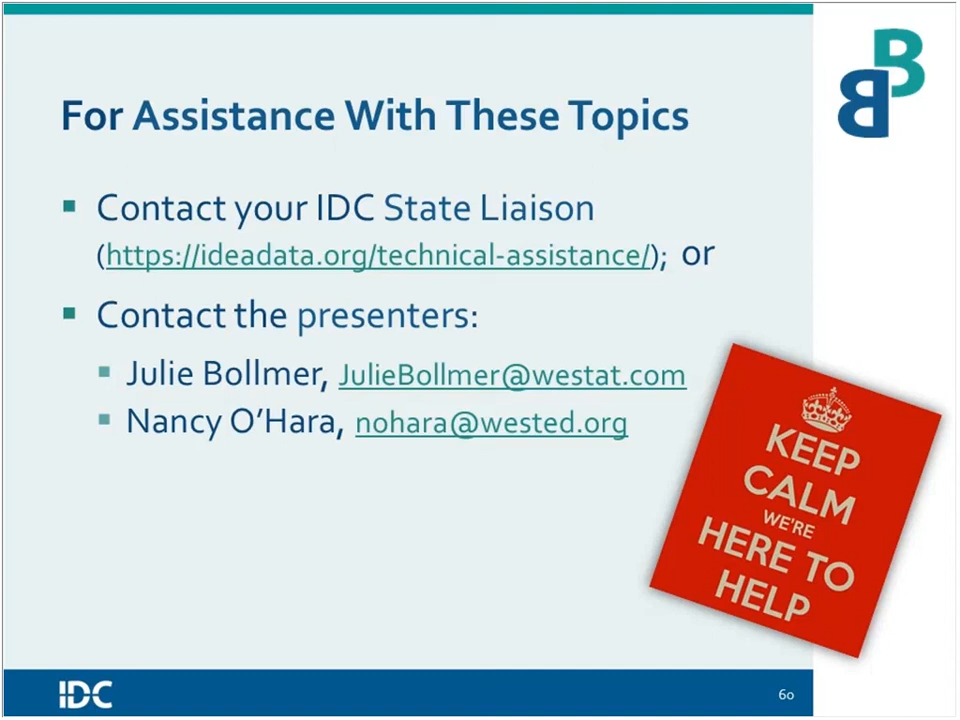 B
B
For Assistance With These Topics
Contact your IDC State Liaison
(https://ideadata.org/technical-assistance/); or
Contact the presenters:
Julie Bollmer, JulieBollmer@westat.com
Nancy O’Hara, nohara@wested.org
KEEP
CALM
WE'RE
HERE TO
HELP
IDC
60